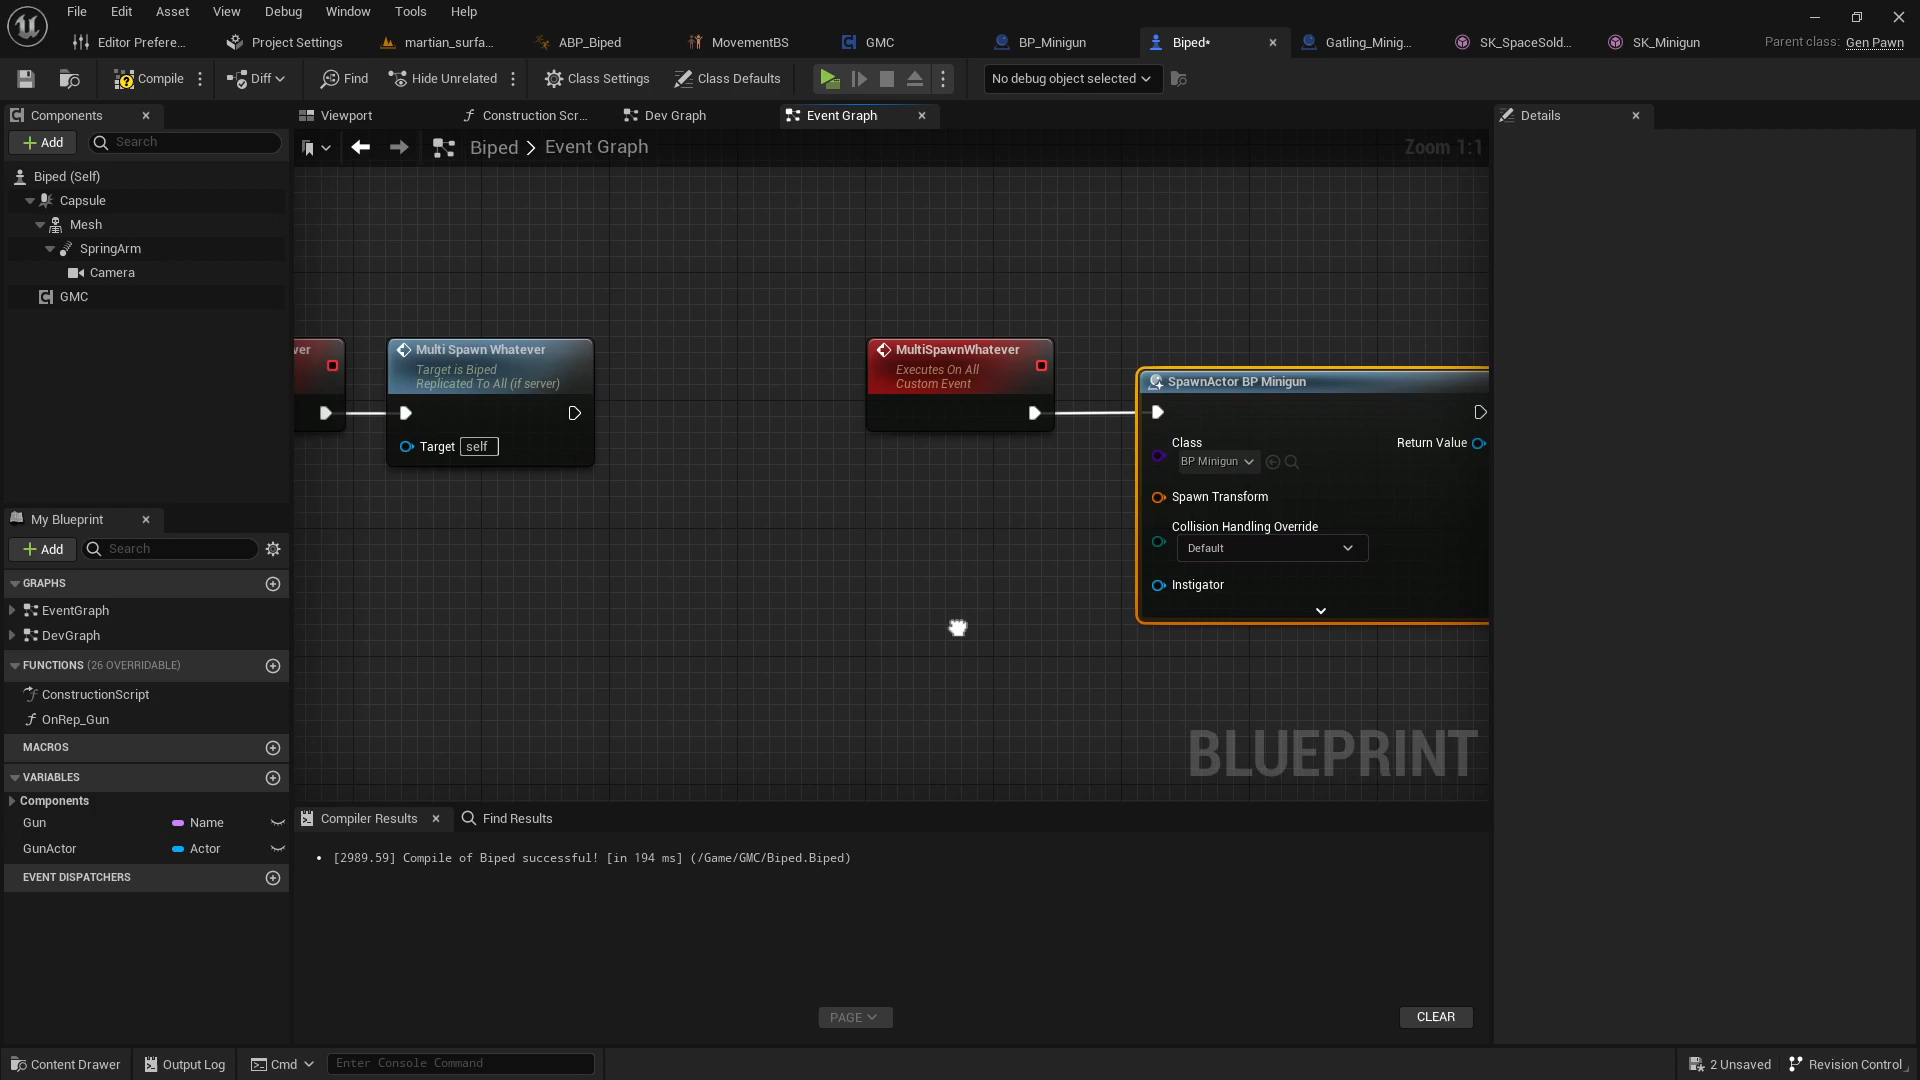 File Edit Asset View Debug Window Tools Help
Editor Prefere... Project Settings martian_surfa... ABP_Biped MovementBS GMC BP_Minigun Biped* Gatling_Minig... SK_SpaceSold... SK_Minigun Parent class: Gen Pawn
Compile Diff Find Hide Unrelated Class Settings Class Defaults No debug object selected
Components Viewport Construction Scr... Dev Graph Event Graph Details
Add Search
Biped > Event Graph Zoom 1:1
Biped (Self)
Capsule
Mesh
SpringArm
Camera
GMC
ver
Multi Spawn Whatever
Target is Biped
Replicated To All (if server)
Target self
MultiSpawnWhatever
Executes On All
Custom Event
SpawnActor BP Minigun
Class
BP Minigun
Return Value
Spawn Transform
Collision Handling Override
Default
Instigator
BLUEPRINT
My Blueprint
Add Search
GRAPHS
EventGraph
DevGraph
FUNCTIONS (26 OVERRIDABLE)
ConstructionScript
OnRep_Gun
MACROS
VARIABLES
Components
Gun Name
GunActor Actor
EVENT DISPATCHERS
Compiler Results Find Results
[2989.59] Compile of Biped successful! [in 194 ms] (/Game/GMC/Biped.Biped)
PAGE CLEAR
Content Drawer Output Log Cmd Enter Console Command 2 Unsaved Revision Control